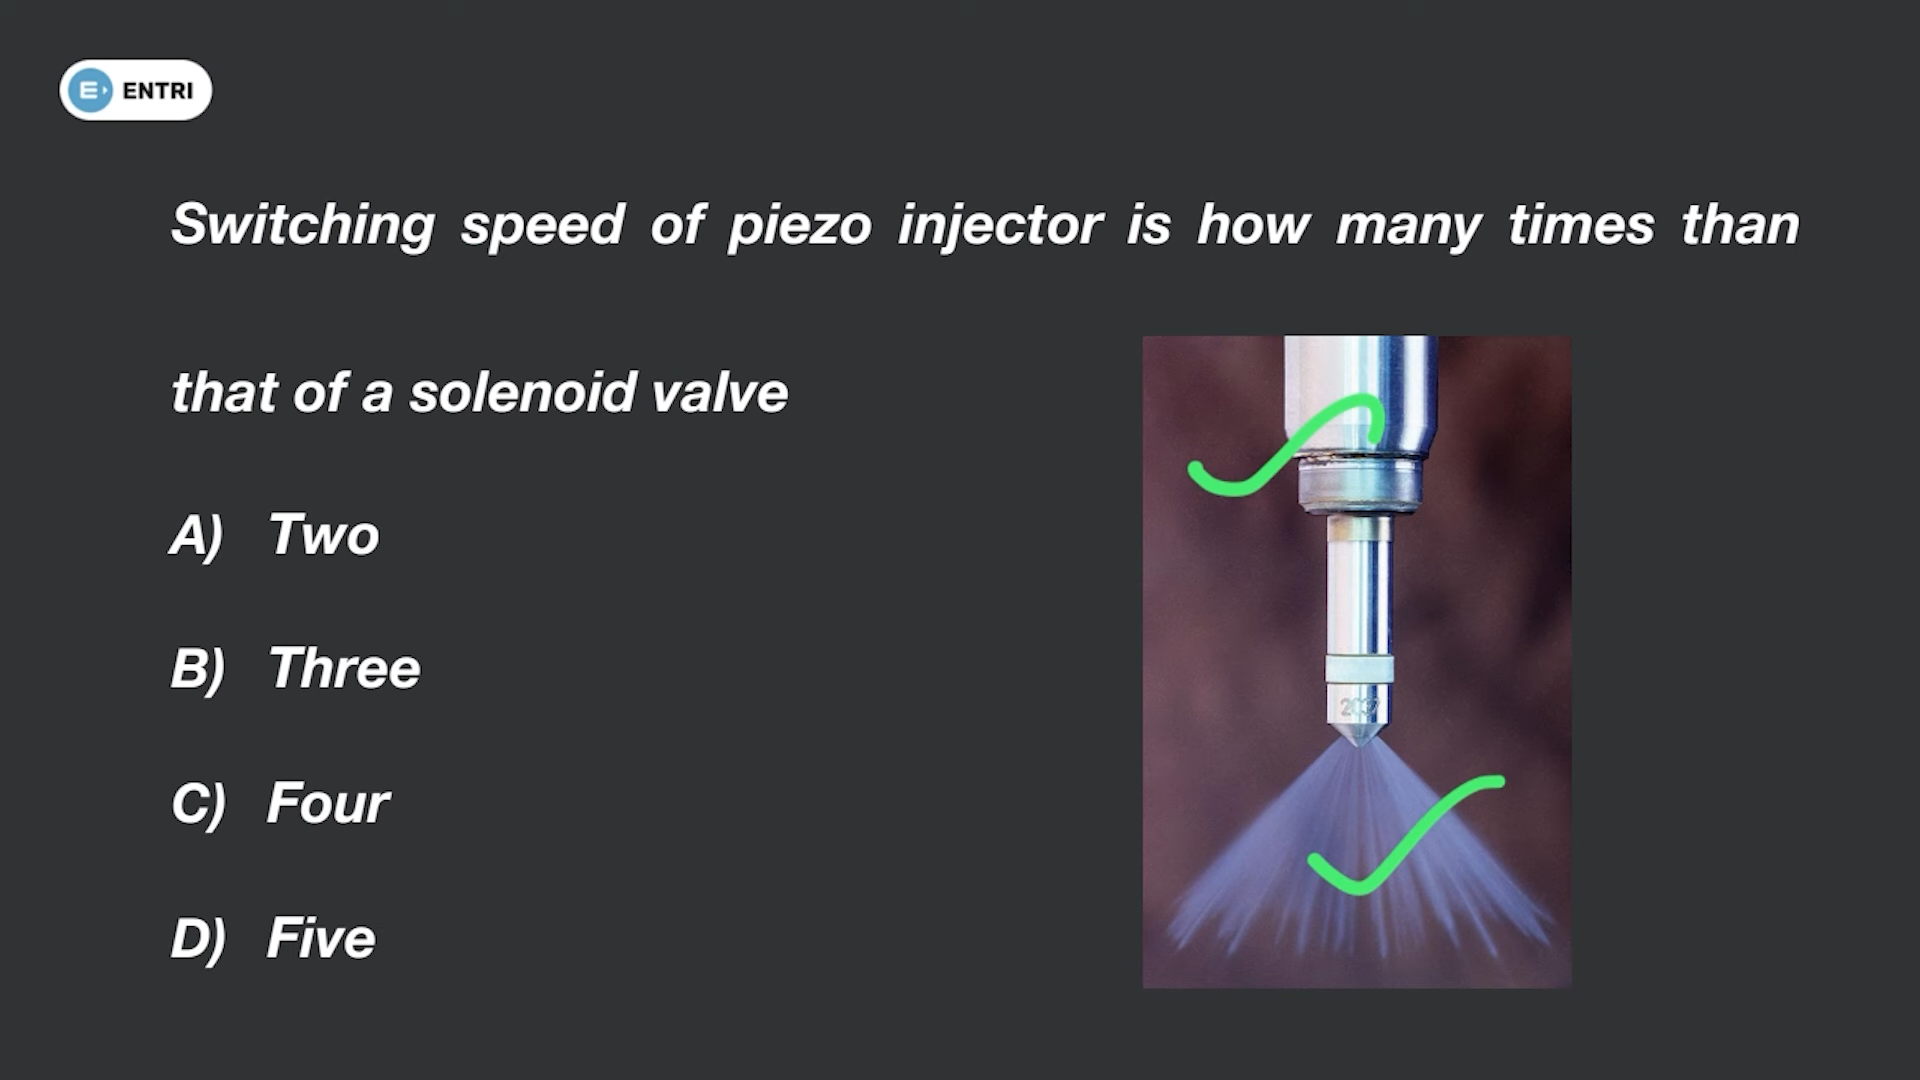 ENTRI
Switching speed of piezo injector is how many times than
that of a solenoid valve
A) Two
B) Three
C) Four
D) Five